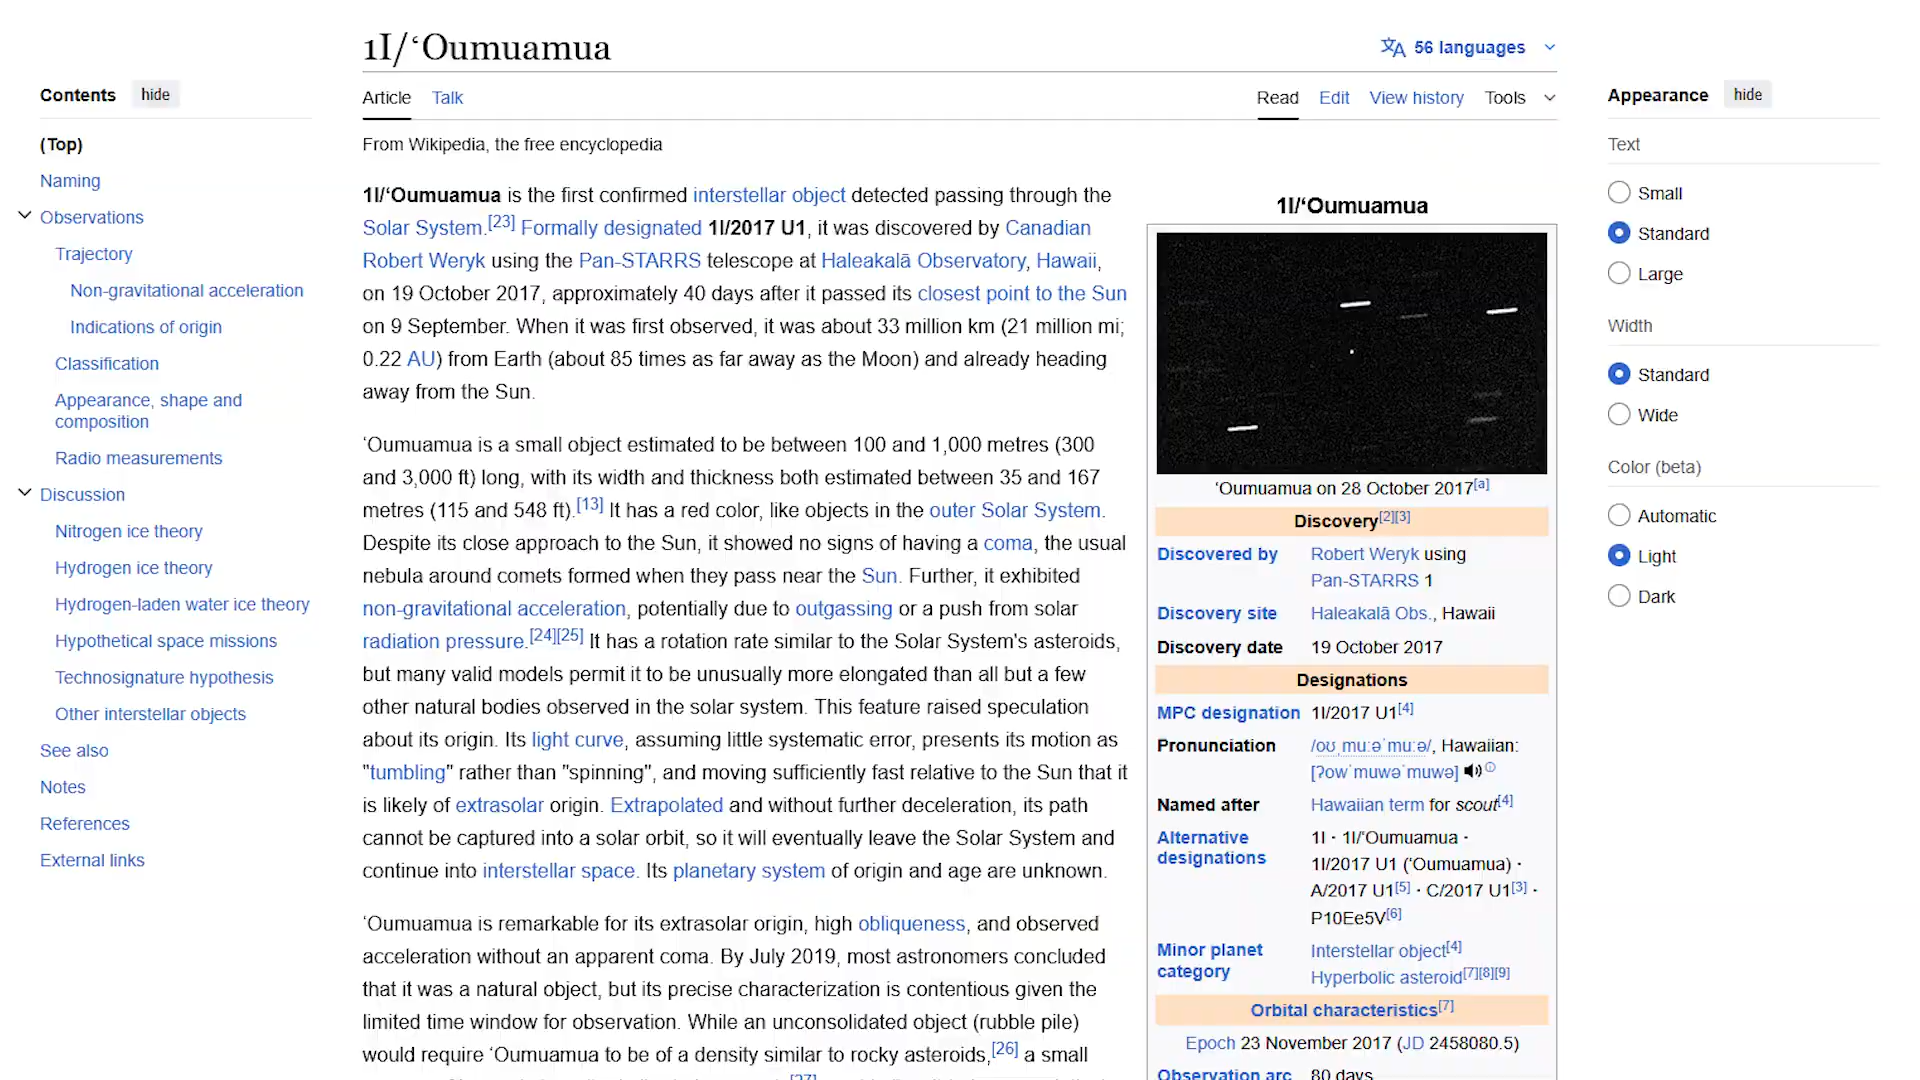 1I/ʻOumuamua
56 languages
Contents hide
Appearance hide
Article Talk
Read Edit View history Tools
(Top)
Naming
Observations
Trajectory
Non-gravitational acceleration
Indications of origin
Classification
Appearance, shape and
composition
Radio measurements
Discussion
Nitrogen ice theory
Hydrogen ice theory
Hydrogen-laden water ice theory
Hypothetical space missions
Technosignature hypothesis
Other interstellar objects
See also
Notes
References
External links
From Wikipedia, the free encyclopedia
1I/ʻOumuamua is the first confirmed interstellar object detected passing through the
Solar System.[23] Formally designated 1I/2017 U1, it was discovered by Canadian
Robert Weryk using the Pan-STARRS telescope at Haleakalā Observatory, Hawaii,
on 19 October 2017, approximately 40 days after it passed its closest point to the Sun
on 9 September. When it was first observed, it was about 33 million km (21 million mi;
0.22 AU) from Earth (about 85 times as far away as the Moon) and already heading
away from the Sun.
ʻOumuamua is a small object estimated to be between 100 and 1,000 metres (300
and 3,000 ft) long, with its width and thickness both estimated between 35 and 167
metres (115 and 548 ft).[13] It has a red color, like objects in the outer Solar System.
Despite its close approach to the Sun, it showed no signs of having a coma, the usual
nebula around comets formed when they pass near the Sun. Further, it exhibited
non-gravitational acceleration, potentially due to outgassing or a push from solar
radiation pressure.[24][25] It has a rotation rate similar to the Solar System's asteroids,
but many valid models permit it to be unusually more elongated than all but a few
other natural bodies observed in the solar system. This feature raised speculation
about its origin. Its light curve, assuming little systematic error, presents its motion as
"tumbling" rather than "spinning", and moving sufficiently fast relative to the Sun that it
is likely of extrasolar origin. Extrapolated and without further deceleration, its path
cannot be captured into a solar orbit, so it will eventually leave the Solar System and
continue into interstellar space. Its planetary system of origin and age are unknown.
ʻOumuamua is remarkable for its extrasolar origin, high obliqueness, and observed
acceleration without an apparent coma. By July 2019, most astronomers concluded
that it was a natural object, but its precise characterization is contentious given the
limited time window for observation. While an unconsolidated object (rubble pile)
would require ʻOumuamua to be of a density similar to rocky asteroids,[26] a small
[27]
1I/ʻOumuamua
ʻOumuamua on 28 October 2017[a]
Discovery[2][3]
Discovered by Robert Weryk using
Pan-STARRS 1
Discovery site Haleakalā Obs., Hawaii
Discovery date 19 October 2017
Designations
MPC designation 1I/2017 U1[4]
Pronunciation /oʊˌmuːəˈmuːə/, Hawaiian:
[ʔowˈmuwəˈmuwə]
Named after Hawaiian term for scout[4]
Alternative
designations
1I · 1I/ʻOumuamua ·
1I/2017 U1 (ʻOumuamua) ·
A/2017 U1[5] · C/2017 U1[3] ·
P10Ee5V[6]
Minor planet
category
Interstellar object[4]
Hyperbolic asteroid[7][8][9]
Orbital characteristics[7]
Epoch 23 November 2017 (JD 2458080.5)
Observation arc 80 days
Text
Small
Standard
Large
Width
Standard
Wide
Color (beta)
Automatic
Light
Dark